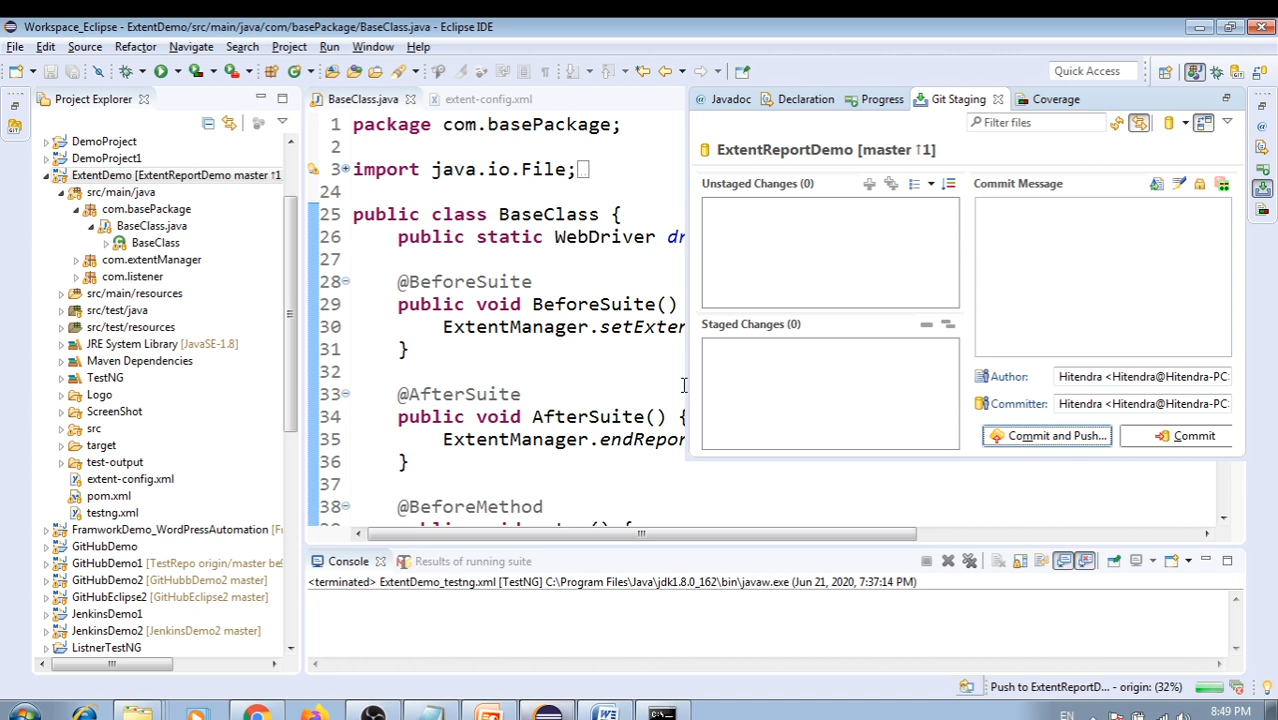 Workspace_Eclipse - ExtentDemo/src/main/java/com/basePackage/BaseClass.java - Eclipse IDE
File Edit Source Refactor Navigate Search Project Run Window Help
Quick Access
Project Explorer
DemoProject
DemoProject1
ExtentDemo [ExtentReportDemo master ↑1
src/main/java
com.basePackage
BaseClass.java
BaseClass
com.extentManager
com.listener
src/main/resources
src/test/java
src/test/resources
JRE System Library [JavaSE-1.8]
Maven Dependencies
TestNG
Logo
ScreenShot
src
target
test-output
extent-config.xml
pom.xml
testng.xml
FramworkDemo_WordPressAutomation [Fr
GitHubDemo
GitHubDemo1 [TestRepo origin/master be
GitHubDemo2 [GitHubbDemo2 master]
GitHubEclipse2 [GitHubEclipse2 master]
JenkinsDemo1
JenkinsDemo2 [JenkinsDemo2 master]
ListnerTestNG
BaseClass.java extent-config.xml
1 package com.basePackage;
2
3 import java.io.File;
24
25 public class BaseClass {
26 public static WebDriver dr
27
28 @BeforeSuite
29 public void BeforeSuite()
30 ExtentManager.setExter
31 }
32
33 @AfterSuite
34 public void AfterSuite() {
35 ExtentManager.endRepor
36 }
37
38 @BeforeMethod
Javadoc Declaration Progress Git Staging Coverage
Filter files
ExtentReportDemo [master ↑1]
Unstaged Changes (0)
Staged Changes (0)
Commit Message
Author: Hitendra <Hitendra@Hitendra-PC:
Committer: Hitendra <Hitendra@Hitendra-PC:
Commit and Push... Commit
Console Results of running suite
<terminated> ExtentDemo_testng.xml [TestNG] C:\Program Files\Java\jdk1.8.0_162\bin\javaw.exe (Jun 21, 2020, 7:37:14 PM)
Push to ExtentReportD... - origin: (32%)
EN
8:49 PM